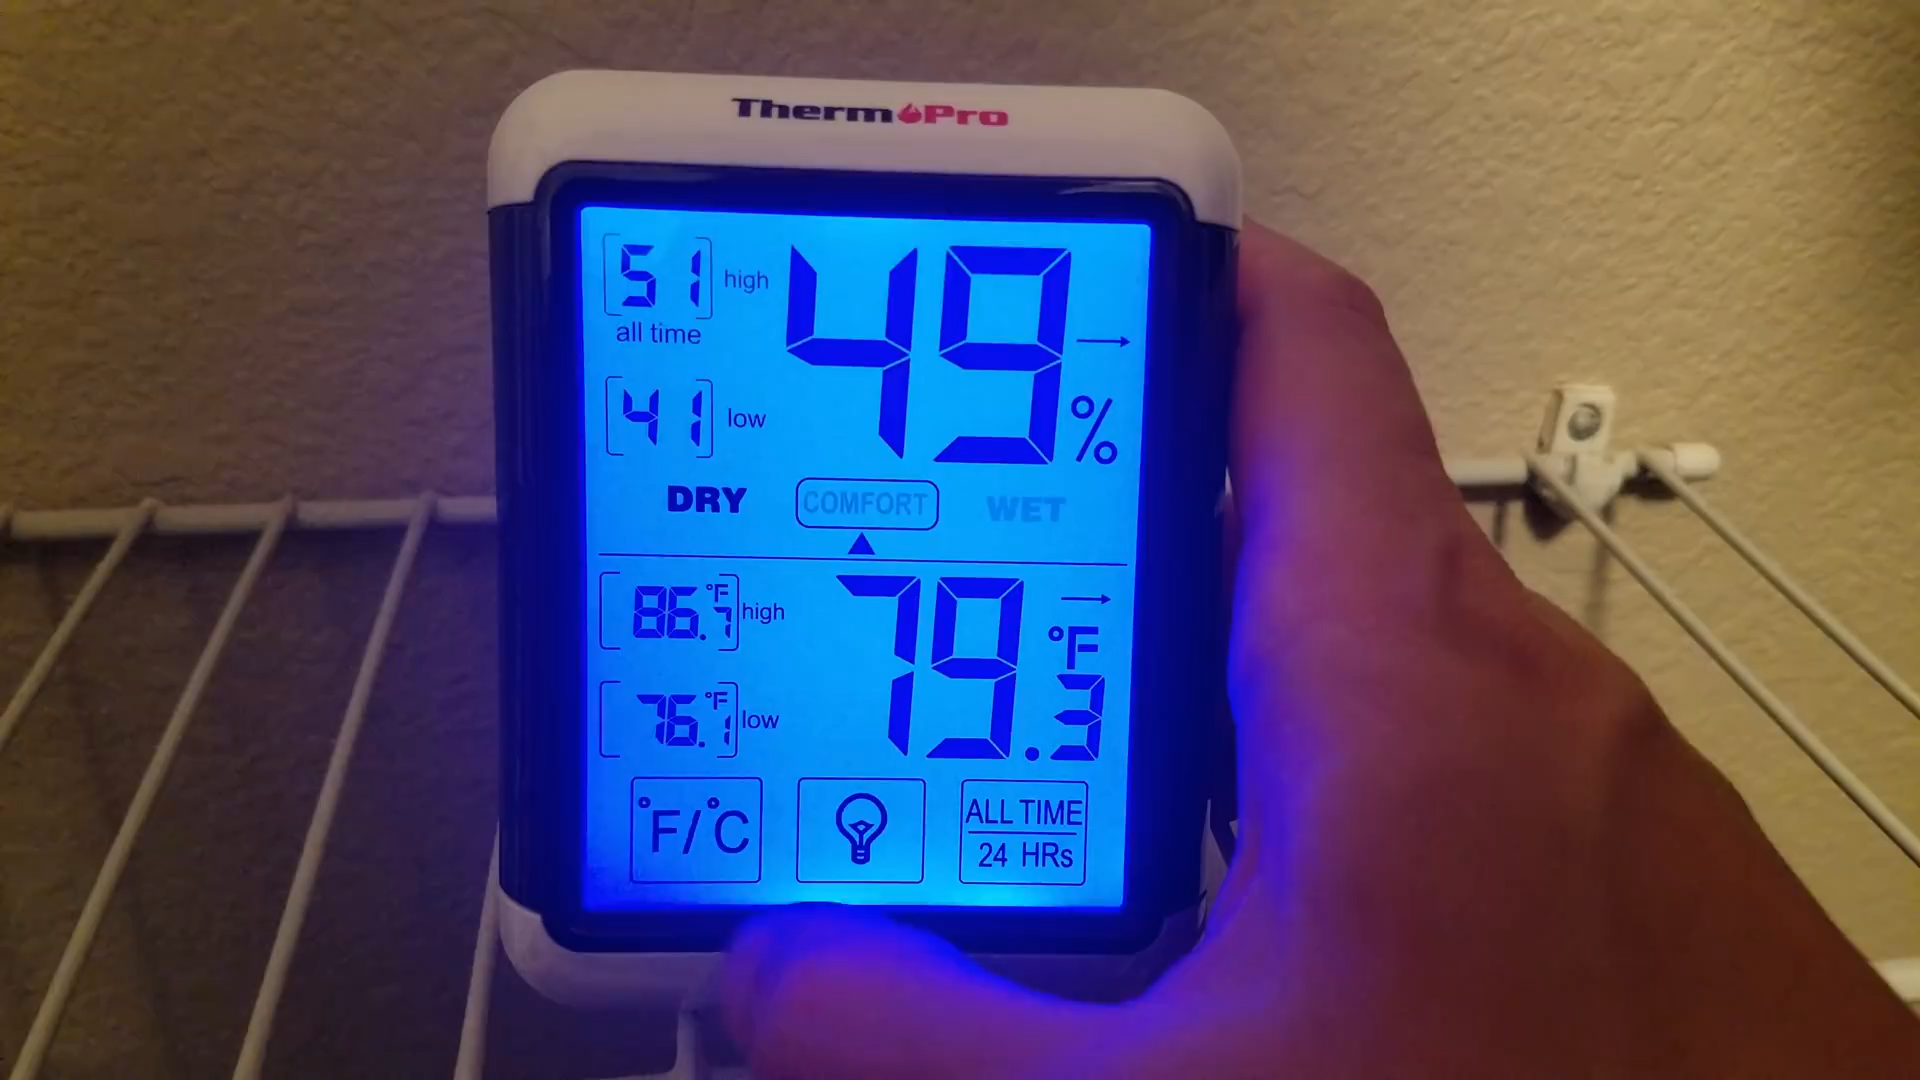 ThermoPro
51 high
all time
41 low
49 → %
DRY COMFORT WET
86.7 °F high
76.1 °F low
79.3 °F →
°F/°C
ALL TIME
24 HRs